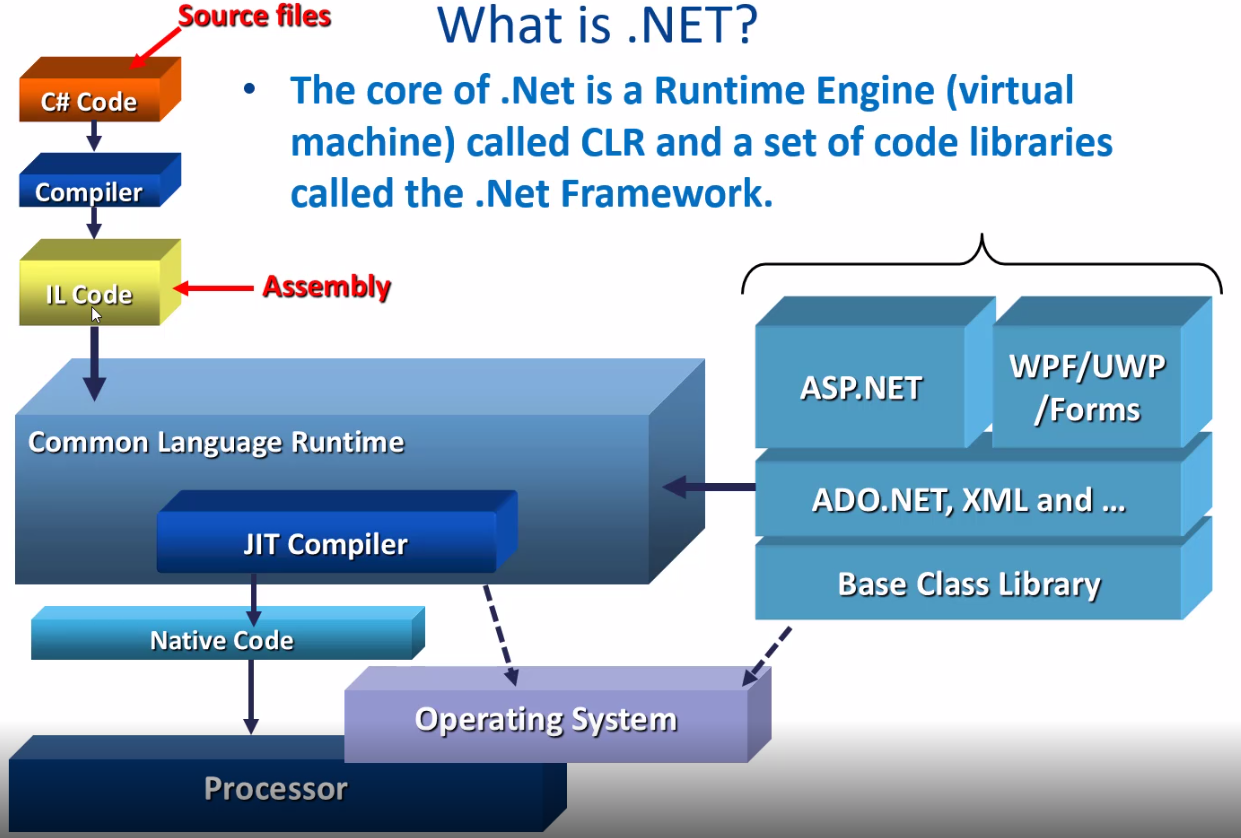 Source files
What is .NET?
C# Code
• The core of .Net is a Runtime Engine (virtual
machine) called CLR and a set of code libraries
called the .Net Framework.
Compiler
IL Code
Assembly
ASP.NET
WPF/UWP
/Forms
Common Language Runtime
ADO.NET, XML and ...
JIT Compiler
Base Class Library
Native Code
Operating System
Processor